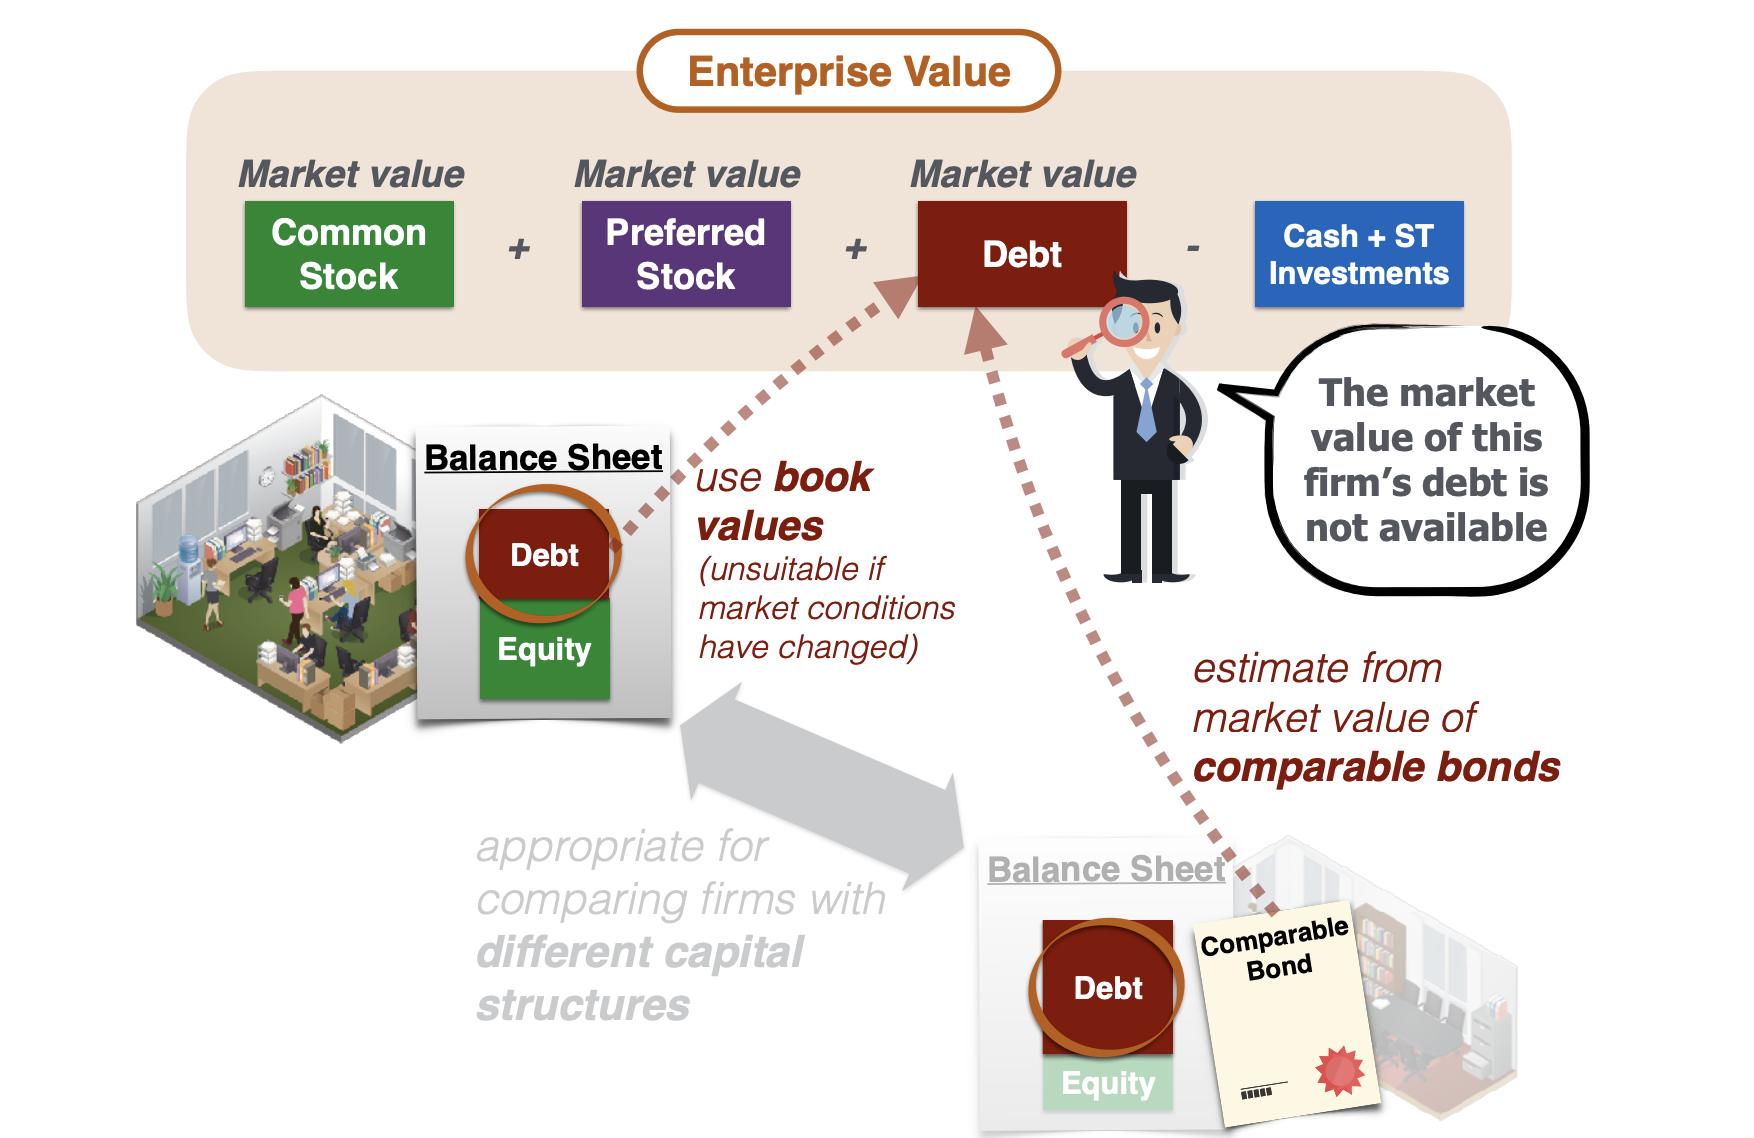 Enterprise Value
Market value
Market value
Market value
Common
Stock
+
Preferred
Stock
+
Debt
-
Cash + ST
Investments
The market
value of this
firm’s debt is
not available
Balance Sheet
Debt
Equity
use book
values
(unsuitable if
market conditions
have changed)
estimate from
market value of
comparable bonds
appropriate for
comparing firms with
different capital
structures
Balance Sheet
Debt
Equity
Comparable
Bond